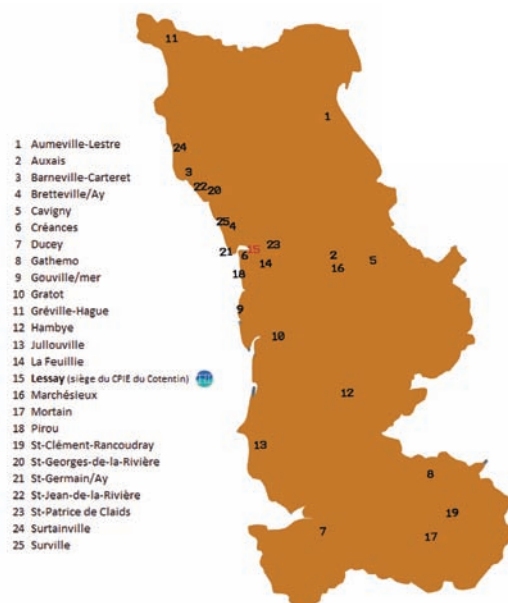 1 Aumeville-Lestre
2 Auxais
3 Barneville-Carteret
4 Bretteville/Ay
5 Cavigny
6 Créances
7 Ducey
8 Gathemo
9 Gouville/mer
10 Gratot
11 Gréville-Hague
12 Hambye
13 Jullouville
14 La Feuillie
15 Lessay (siège du CPIE du Cotentin)
16 Marchésieux
17 Mortain
18 Pirou
19 St-Clément-Rancoudray
20 St-Georges-de-la-Rivière
21 St-Germain/Ay
22 St-Jean-de-la-Rivière
23 St-Patrice de Claids
24 Surtainville
25 Surville
11
1
24
3
22
20
25
4
15
23
21
6
14
2
16
5
18
9
10
12
13
8
19
7
17